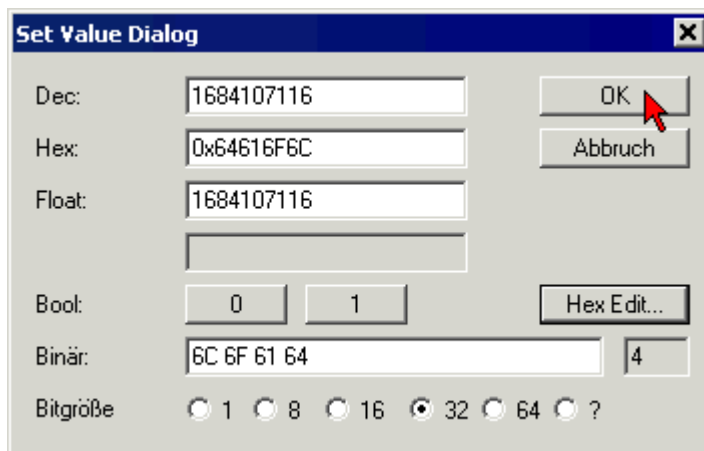 Set Value Dialog
Dec: 1684107116 OK
Hex: 0x64616F6C Abbruch
Float: 1684107116
Bool: 0 1 Hex Edit...
Binär: 6C 6F 61 64 4
Bitgröße 1 8 16 32 64 ?